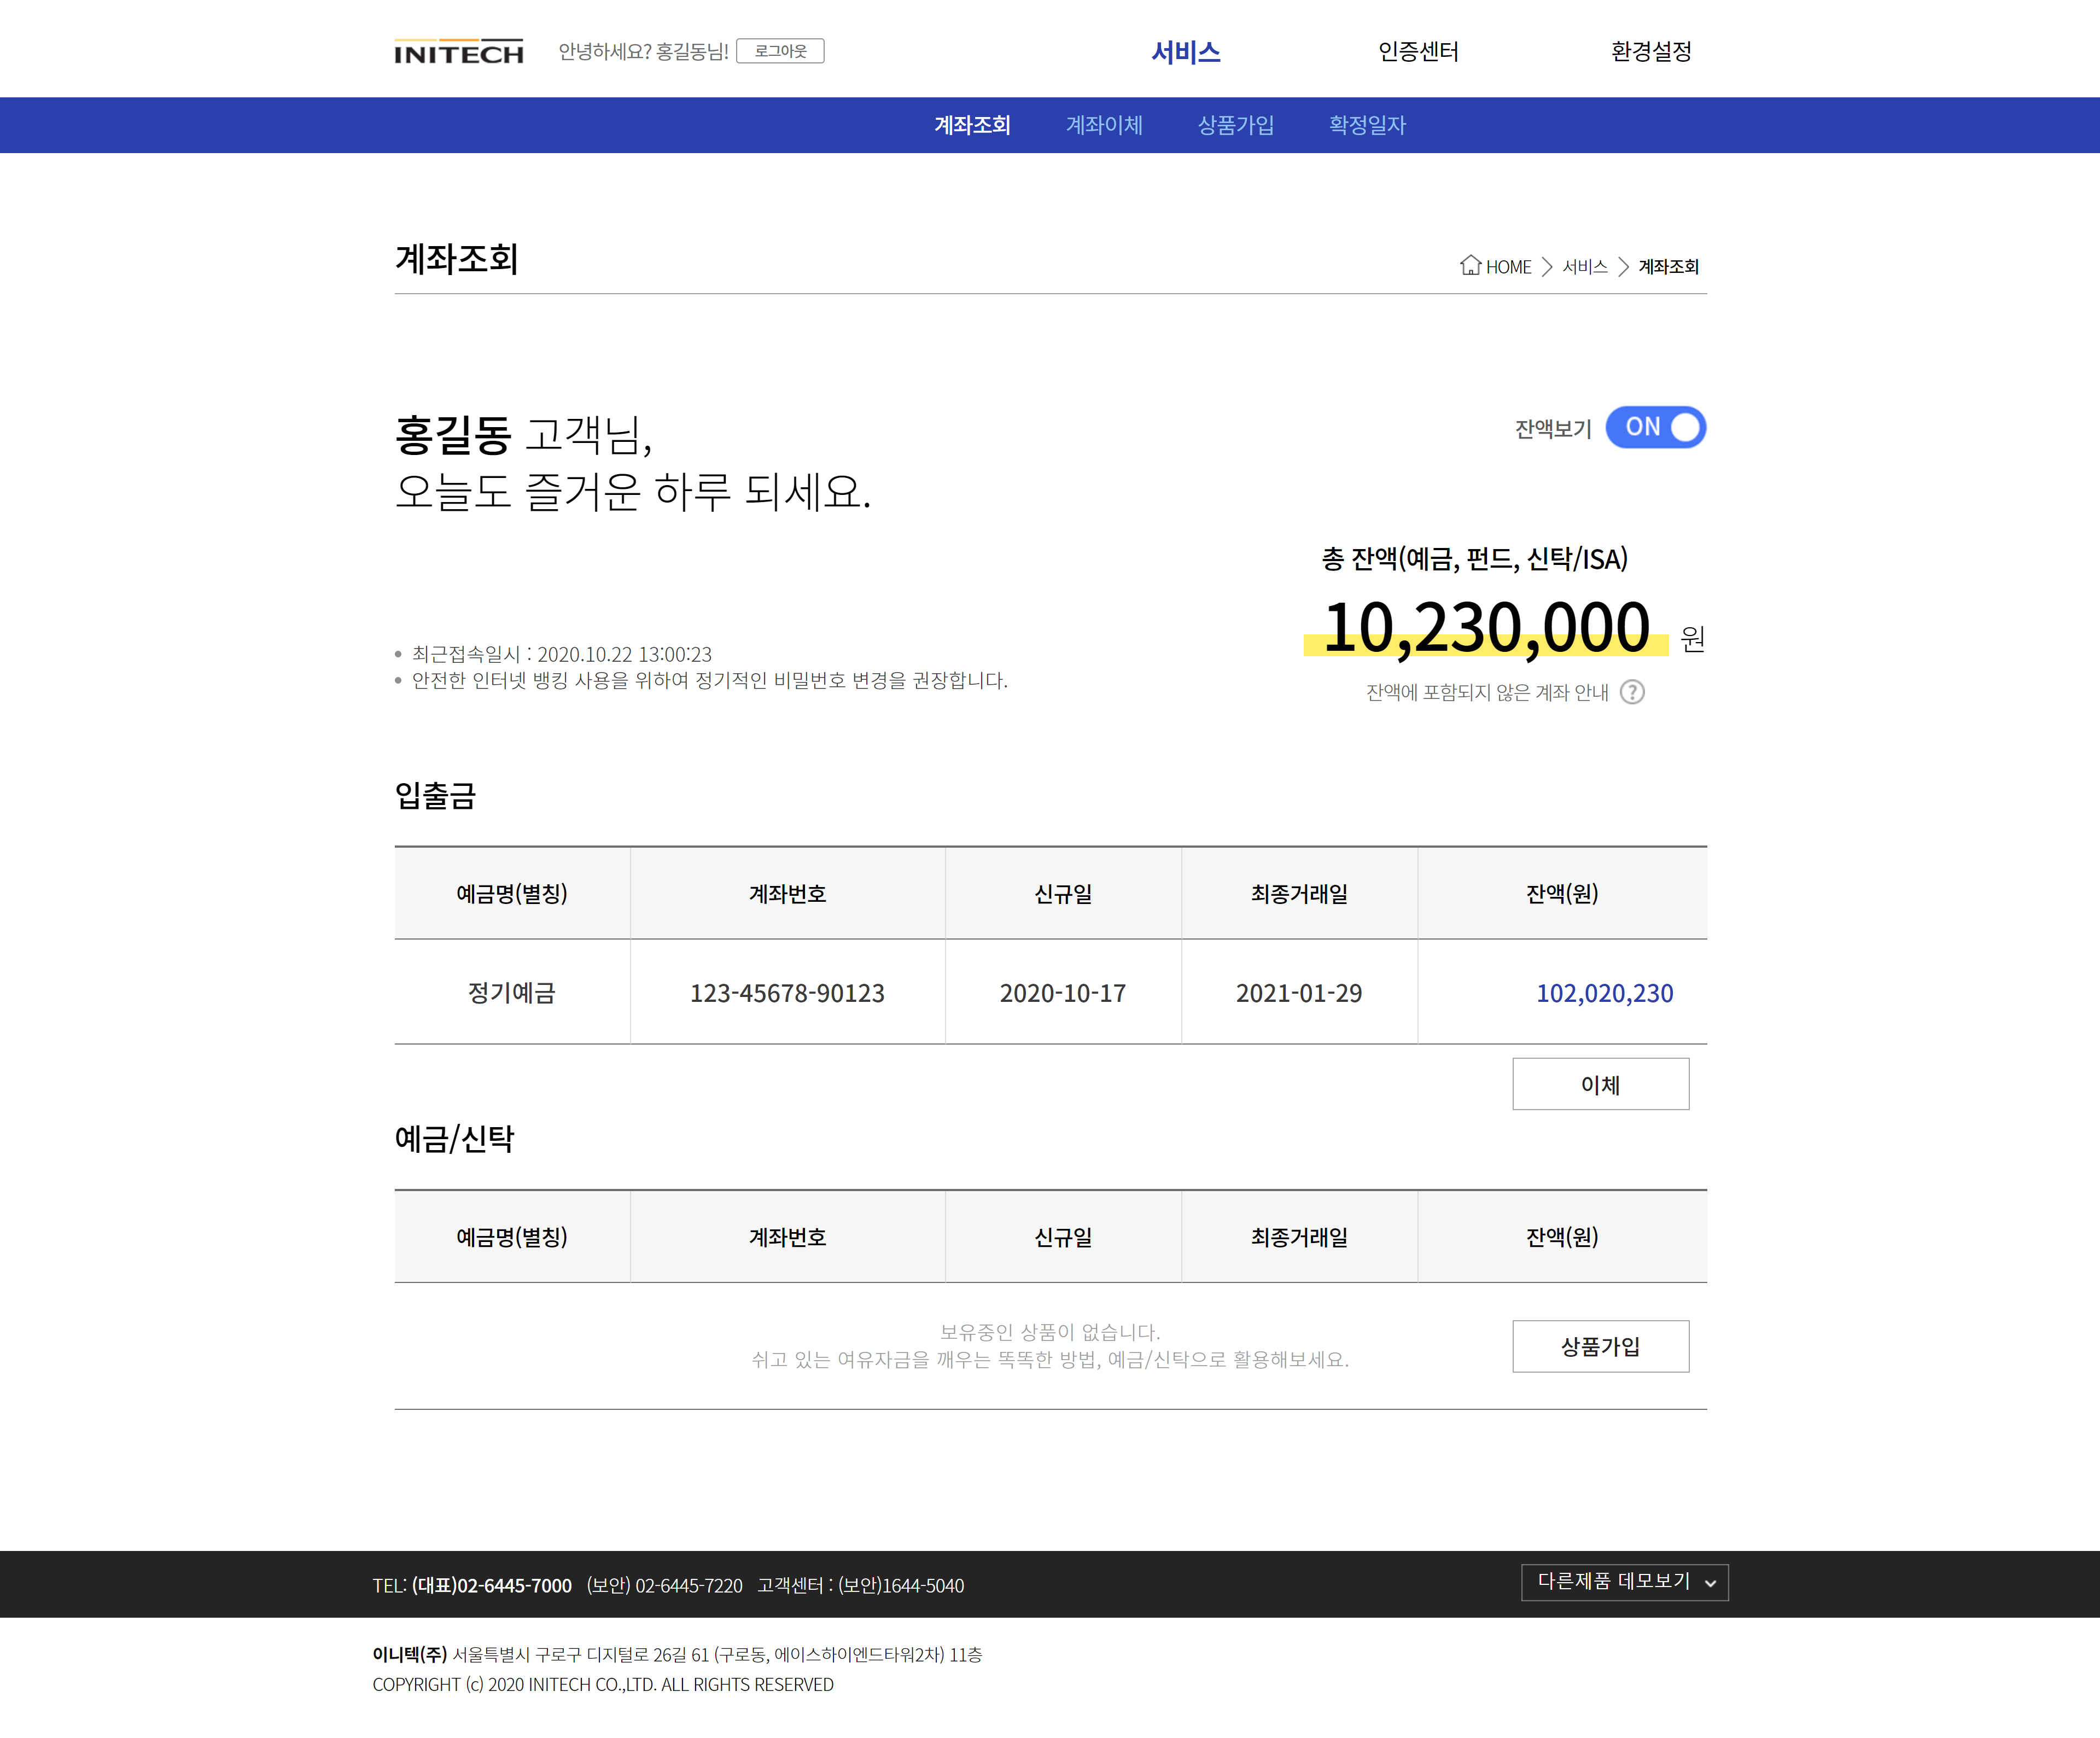 INITECH 안녕하세요? 홍길동님! 로그아웃 서비스 인증센터 환경설정
계좌조회 계좌이체 상품가입 확정일자
계좌조회
HOME 서비스 계좌조회
홍길동 고객님,
오늘도 즐거운 하루 되세요.
잔액보기 ON
총 잔액(예금, 펀드, 신탁/ISA)
10,230,000 원
잔액에 포함되지 않은 계좌 안내 ?
최근접속일시 : 2020.10.22 13:00:23
안전한 인터넷 뱅킹 사용을 위하여 정기적인 비밀번호 변경을 권장합니다.
입출금
예금명(별칭) 계좌번호 신규일 최종거래일 잔액(원)
정기예금 123-45678-90123 2020-10-17 2021-01-29 102,020,230
이체
예금/신탁
예금명(별칭) 계좌번호 신규일 최종거래일 잔액(원)
보유중인 상품이 없습니다.
쉬고 있는 여유자금을 깨우는 똑똑한 방법, 예금/신탁으로 활용해보세요.
상품가입
TEL: (대표)02-6445-7000 (보안) 02-6445-7220 고객센터 : (보안)1644-5040
다른제품 데모보기
이니텍(주) 서울특별시 구로구 디지털로 26길 61 (구로동, 에이스하이엔드타워2차) 11층
COPYRIGHT (c) 2020 INITECH CO.,LTD. ALL RIGHTS RESERVED